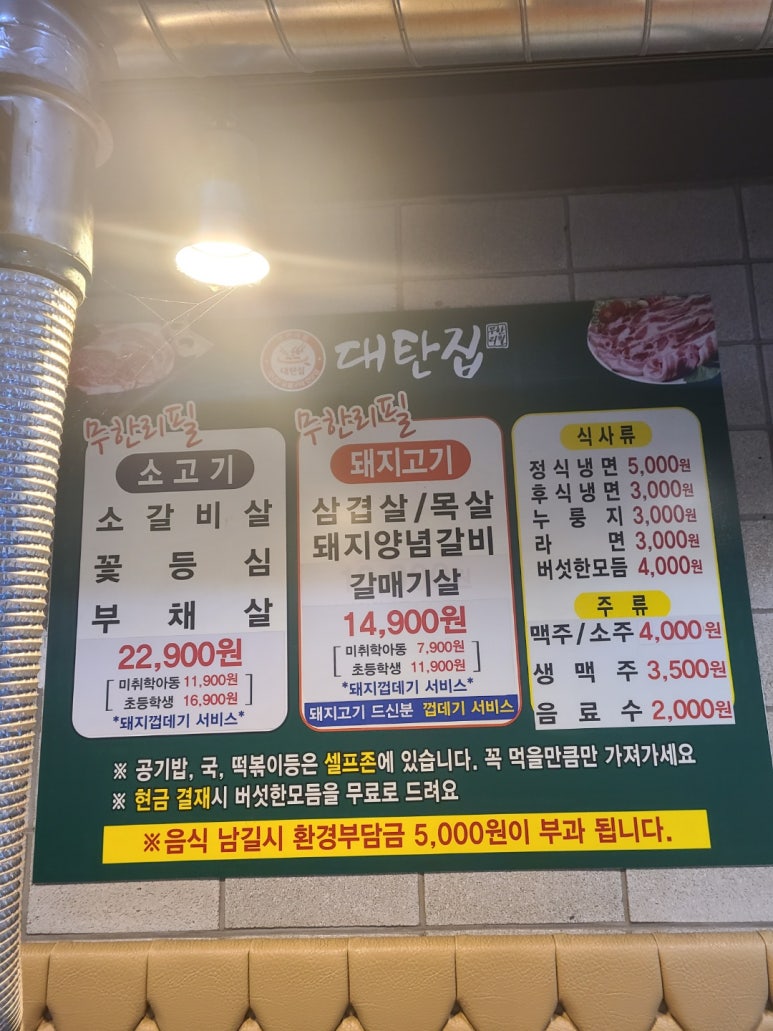 대탄집
대탄집
무한리필
소고기
소갈비살
꽃등심
부채살
22,900원
[미취학아동 11,900원
초등학생 16,900원]
*돼지껍데기 서비스*
무한리필
돼지고기
삼겹살/목살
돼지양념갈비
갈매기살
14,900원
[미취학아동 7,900원
초등학생 11,900원]
*돼지껍데기 서비스*
돼지고기 드신분 껍데기 서비스
식사류
정식냉면 5,000원
후식냉면 3,000원
누룽지 3,000원
라면 3,000원
버섯한모듬 4,000원
주류
맥주/소주 4,000원
생맥주 3,500원
음료수 2,000원
※ 공기밥, 국, 떡볶이등은 셀프존에 있습니다. 꼭 먹을만큼만 가져가세요
※ 현금 결재시 버섯한모듬을 무료로 드려요
※음식 남길시 환경부담금 5,000원이 부과 됩니다.